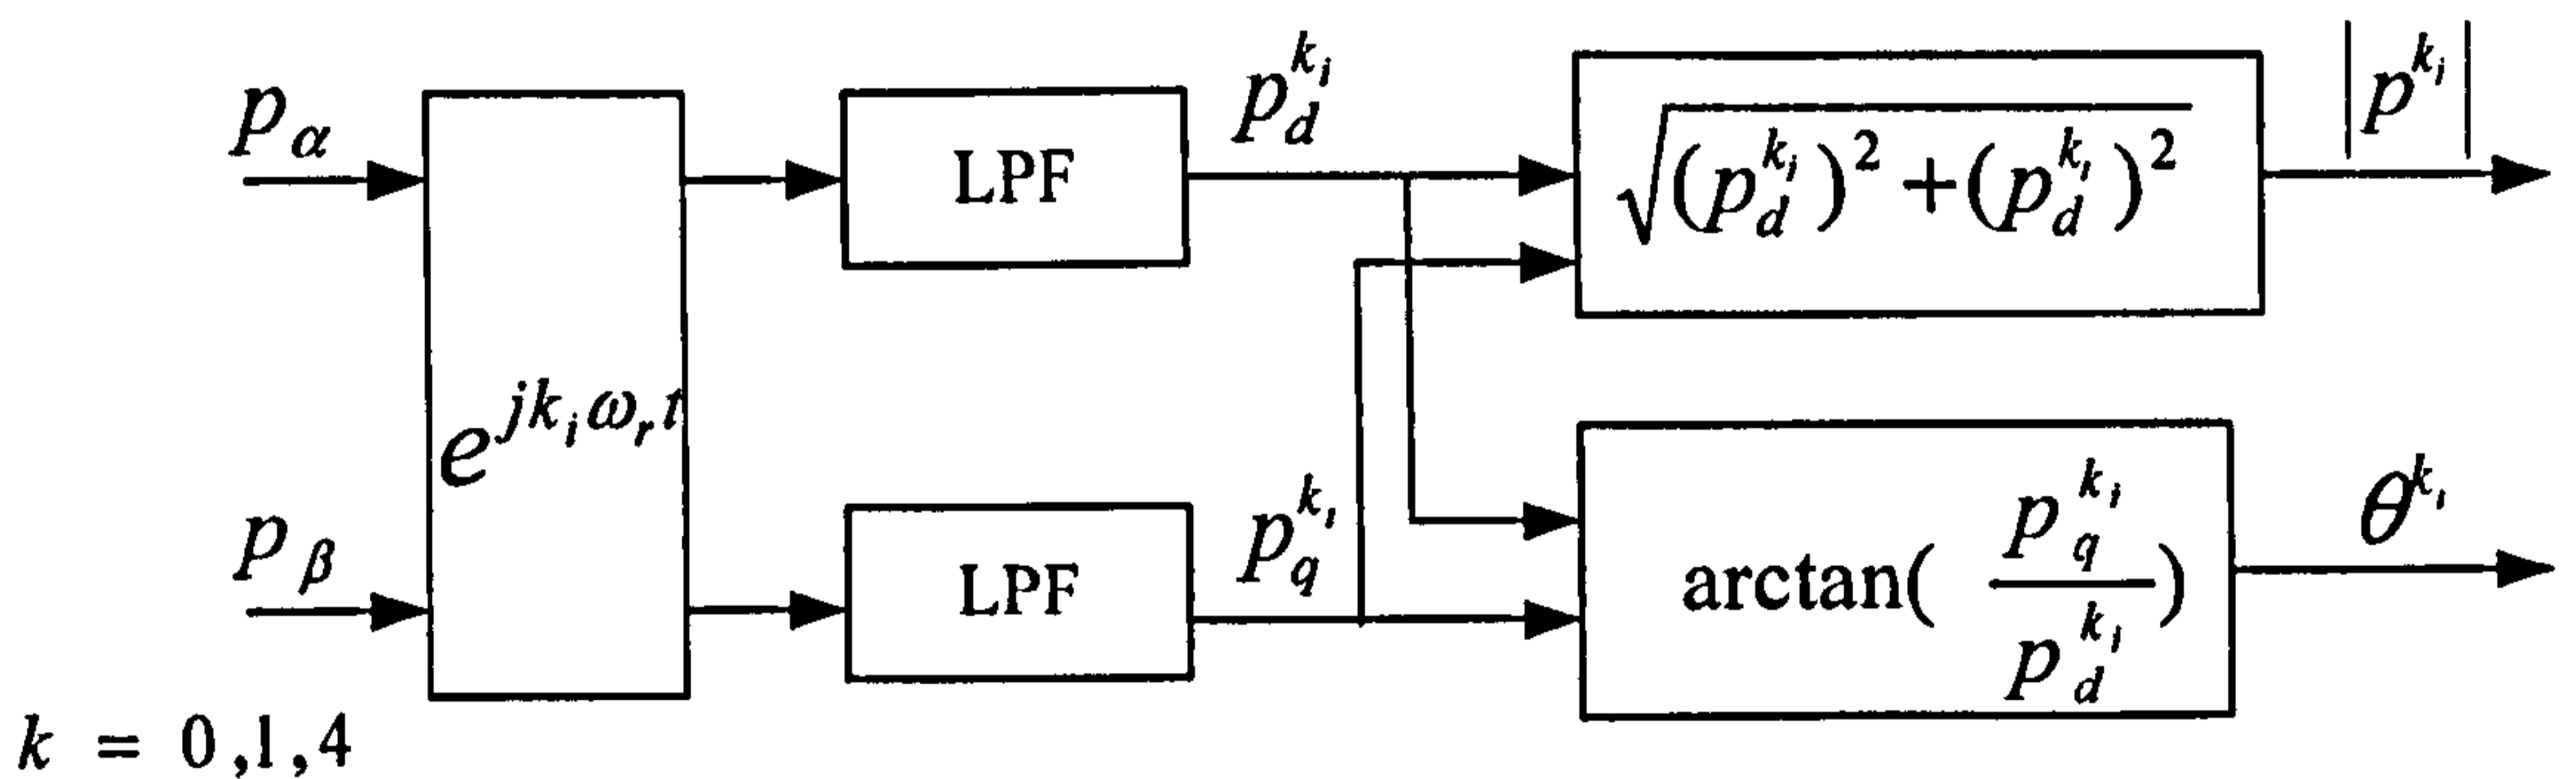 p_α
p_β
e^{jk_iω_rt}
LPF
LPF
p_d^{k_i}
p_q^{k_i}
√((p_d^{k_i})^2+(p_d^{k_i})^2)
arctan(p_q^{k_i}/p_d^{k_i})
|p^{k_i}|
θ^{k_i}
k = 0,1,4